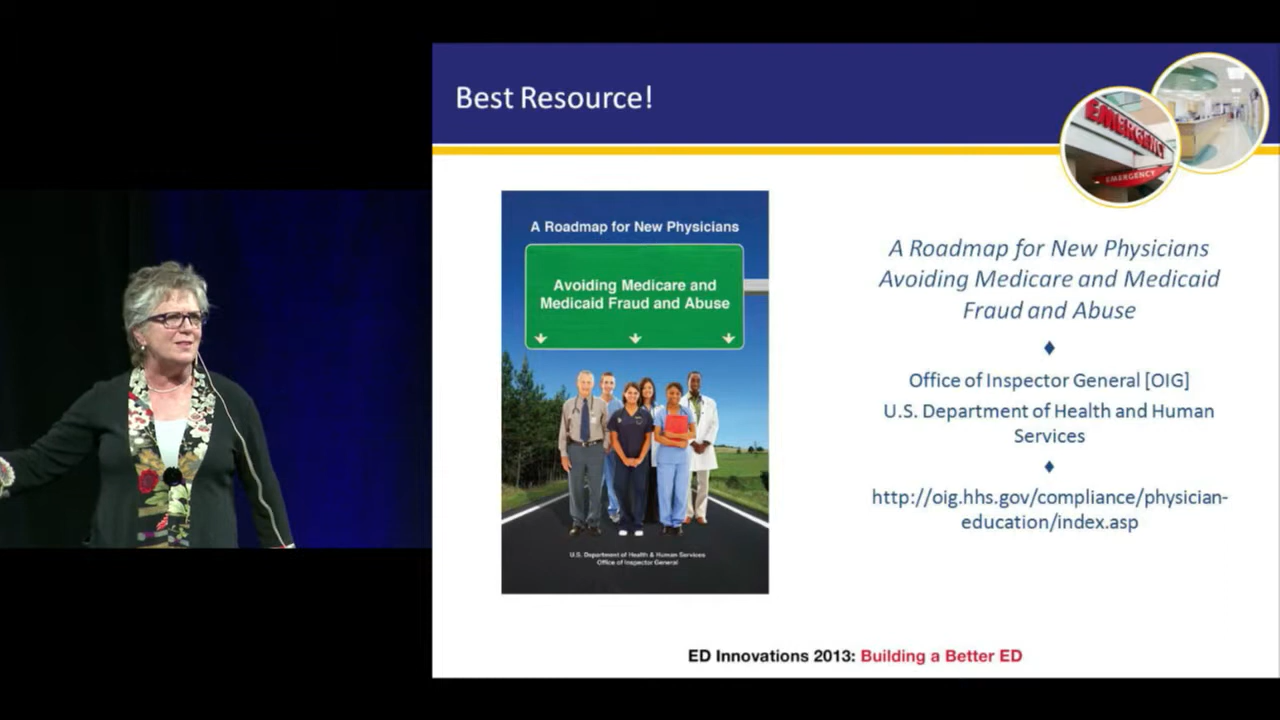 Best Resource!
EMERGENCY
EMERGENCY
A Roadmap for New Physicians
Avoiding Medicare and
Medicaid Fraud and Abuse
U.S. Department of Health & Human Services
Office of Inspector General
A Roadmap for New Physicians
Avoiding Medicare and Medicaid
Fraud and Abuse
Office of Inspector General [OIG]
U.S. Department of Health and Human
Services
http://oig.hhs.gov/compliance/physician-
education/index.asp
ED Innovations 2013: Building a Better ED